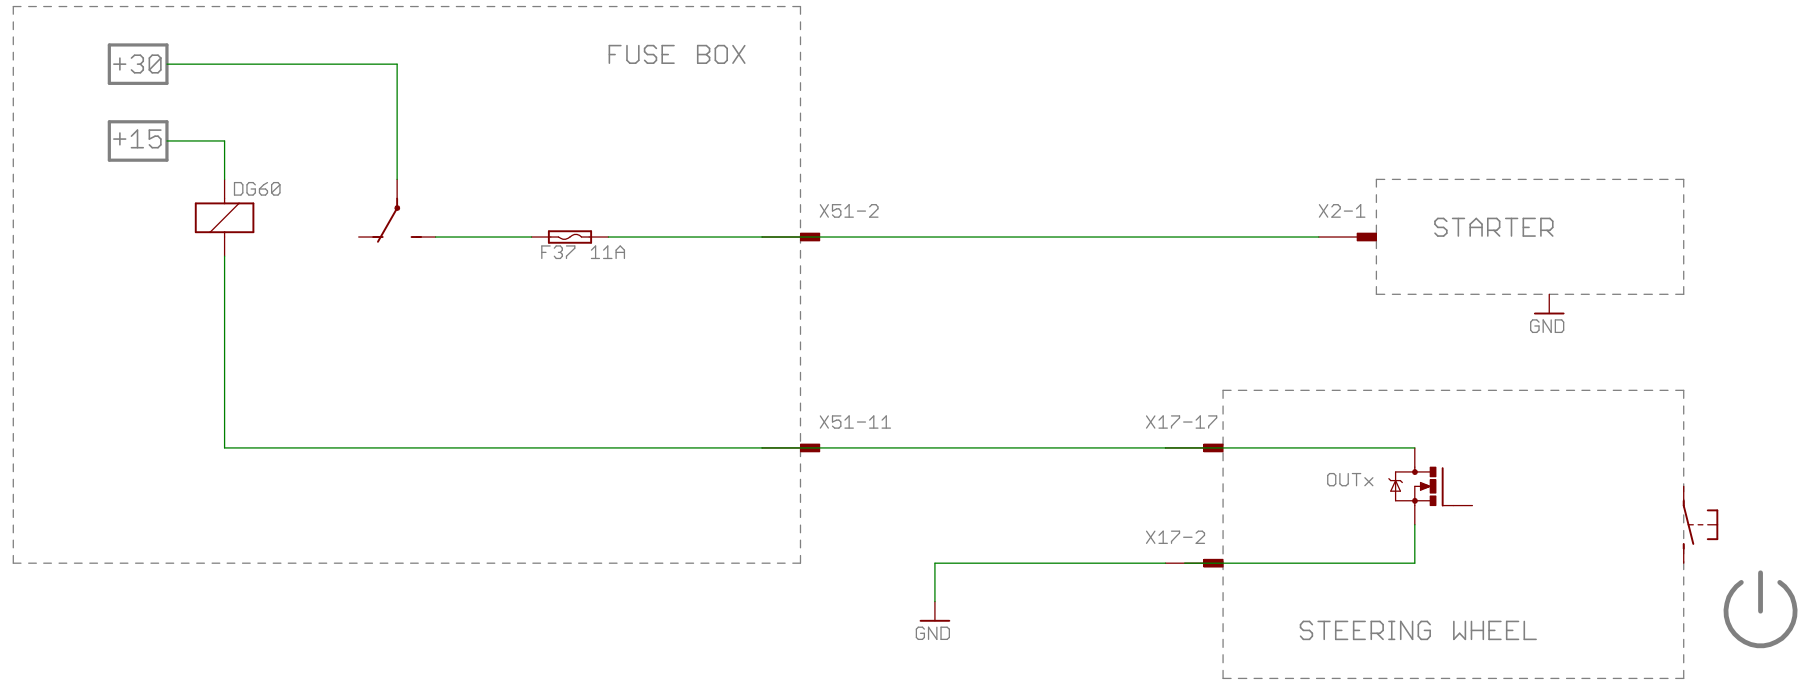 FUSE BOX
+30
+15
DG60
F37 11A
X51-2
X2-1
STARTER
GND
X51-11
X17-17
OUTx
X17-2
GND
STEERING WHEEL